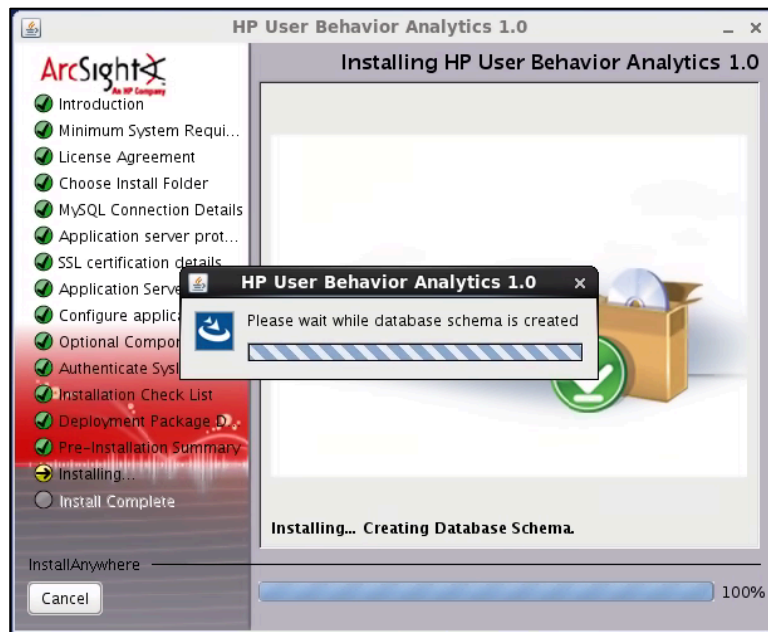 HP User Behavior Analytics 1.0
ArcSight
An HP Company
Installing HP User Behavior Analytics 1.0
Introduction
Minimum System Requi...
License Agreement
Choose Install Folder
MySQL Connection Details
Application server prot...
SSL certification details
Application Serve
Configure applica
Optional Compor
Authenticate Sysl
Installation Check List
Deployment Package D...
Pre-Installation Summary
Installing...
Install Complete
HP User Behavior Analytics 1.0
Please wait while database schema is created
Installing... Creating Database Schema.
InstallAnywhere
Cancel
100%